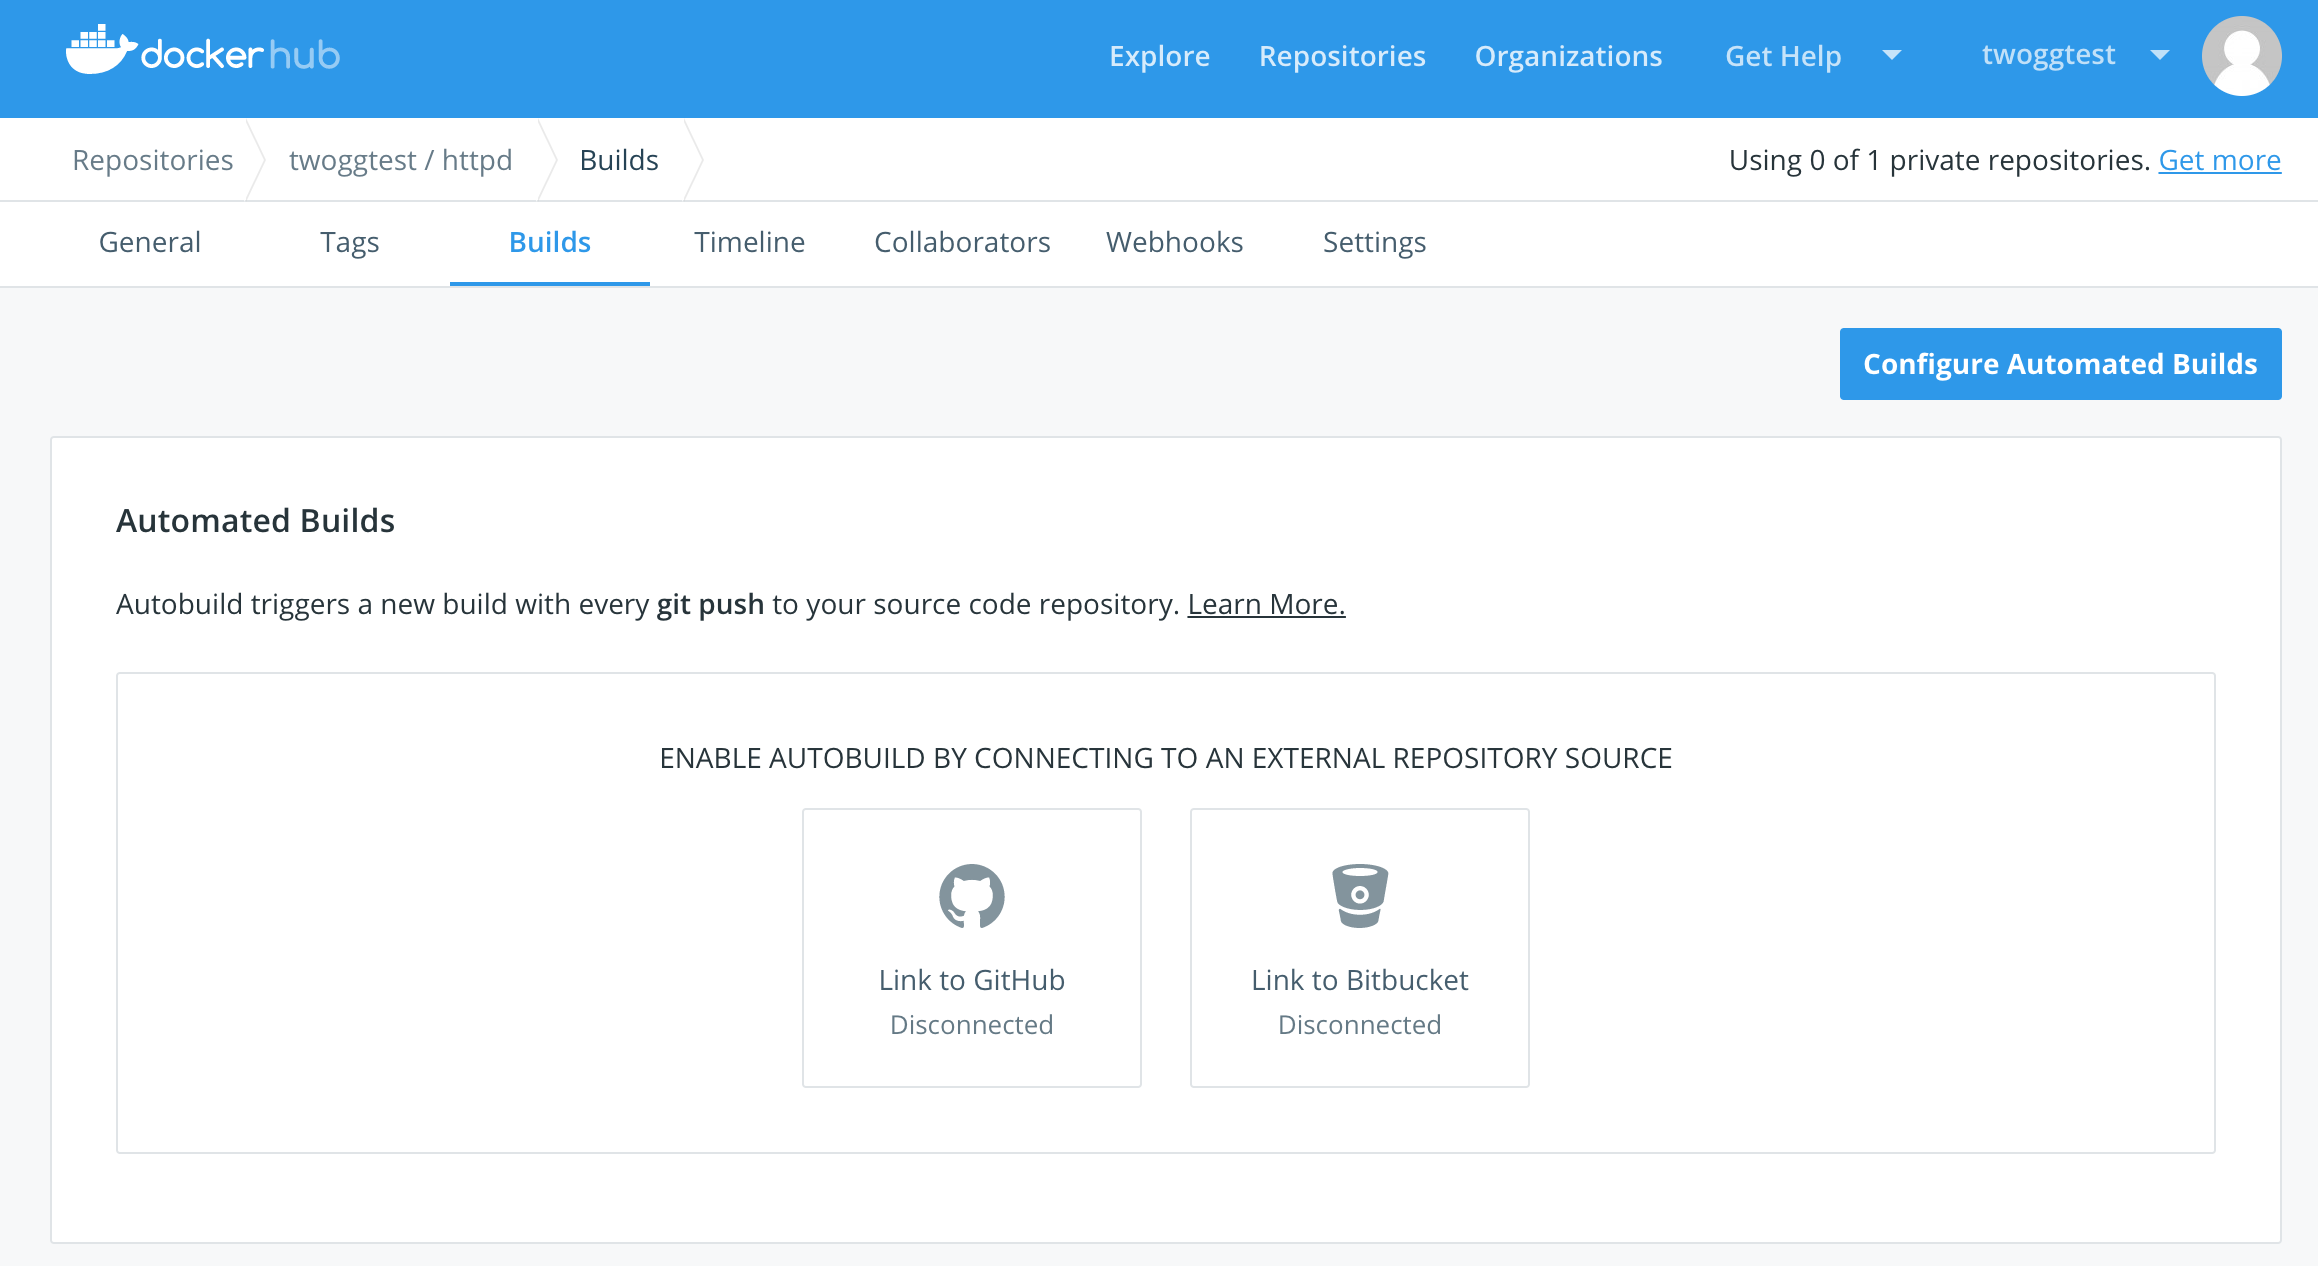 dockerhub
Explore Repositories Organizations Get Help twoggtest
Repositories twoggtest / httpd Builds
Using 0 of 1 private repositories. Get more
General Tags Builds Timeline Collaborators Webhooks Settings
Configure Automated Builds
Automated Builds
Autobuild triggers a new build with every git push to your source code repository. Learn More.
ENABLE AUTOBUILD BY CONNECTING TO AN EXTERNAL REPOSITORY SOURCE
Link to GitHub
Disconnected
Link to Bitbucket
Disconnected